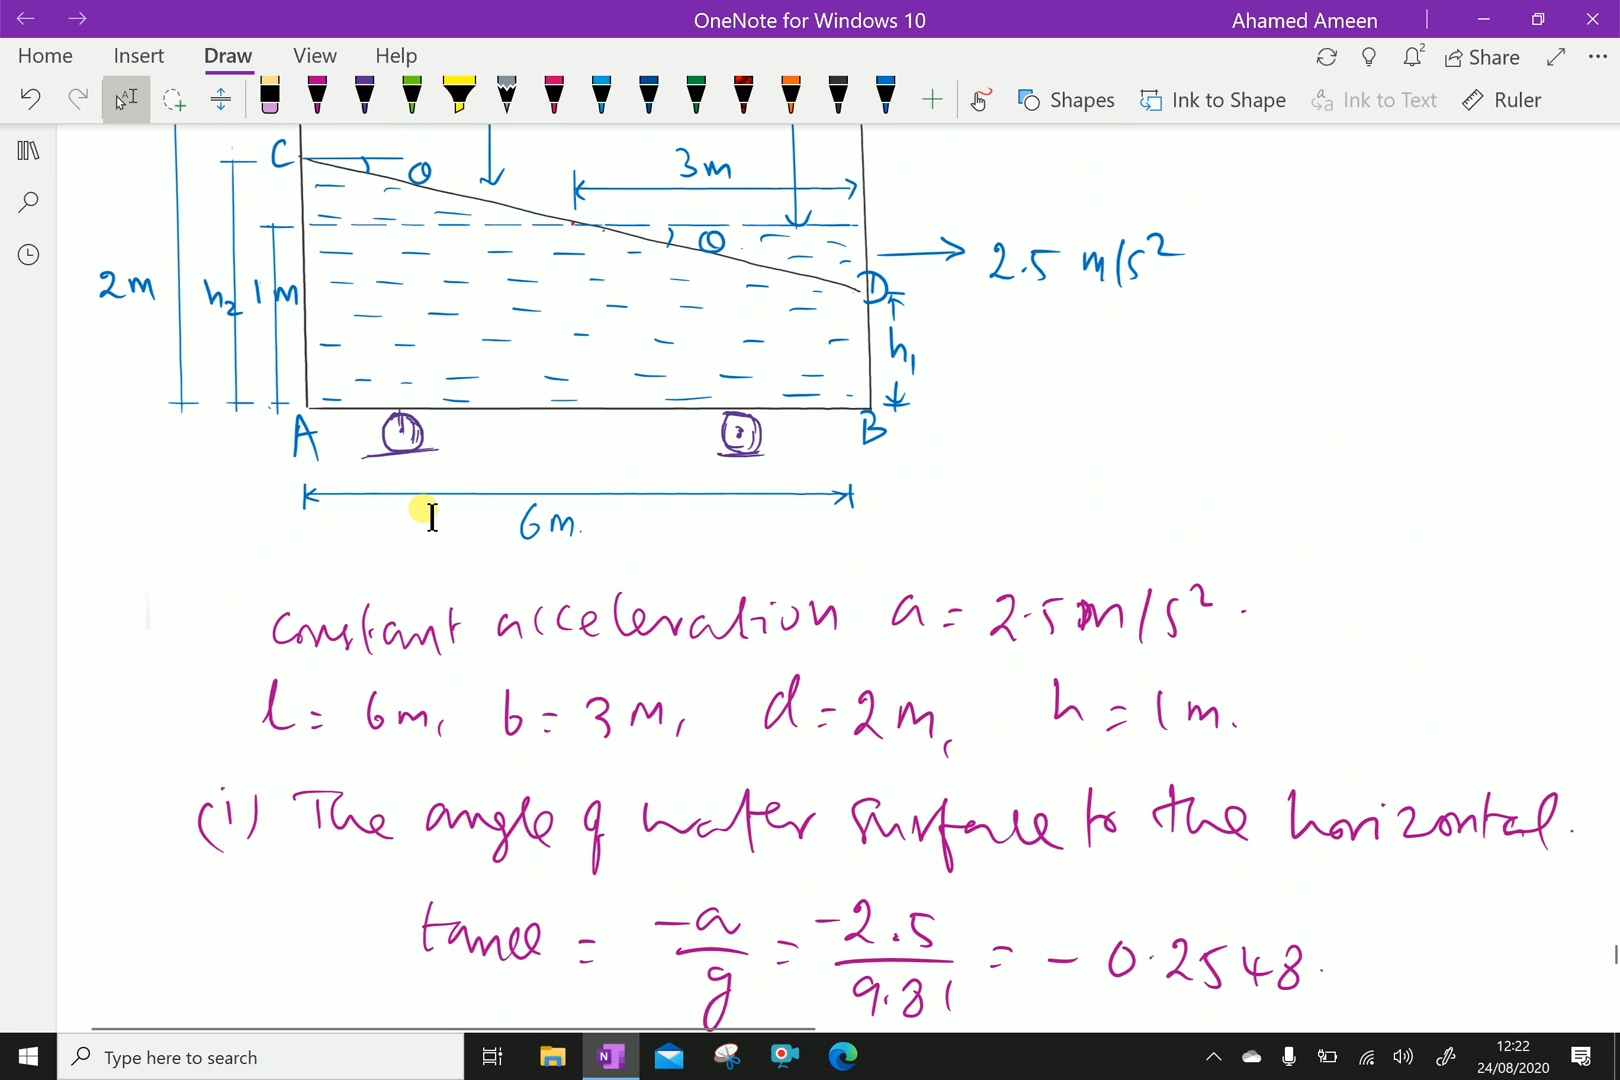 OneNote for Windows 10
Ahamed Ameen
Home Insert Draw View Help
2 Share
Shapes Ink to Shape Ink to Text Ruler
C θ 3m
θ
2m h2 1m D 2.5 m/s2
h1
A 1 2 B
6m.
constant acceleration a = 2.5 m/s2.
l = 6m, b = 3m, d = 2m, h = 1m.
(i) The angle of water surface to the horizontal.
= -a/g = -2.5/9.81 = - 0.2548.
Type here to search
12:22
24/08/2020